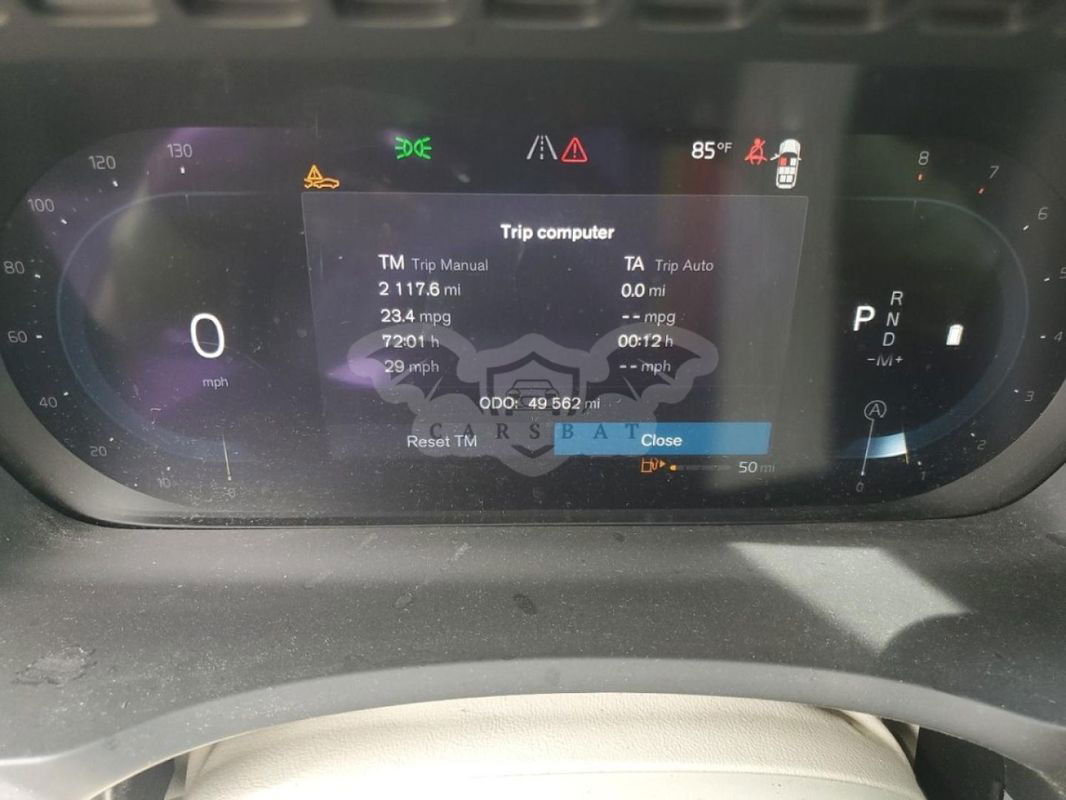 120
130
85°F
8
7
100
6
Trip computer
TM Trip Manual
TA Trip Auto
80
5
2 117.6 mi
0.0 mi
23.4 mpg
-- mpg
60
0
P
R
N
D
-M+
4
72:01 h
00:12 h
29 mph
-- mph
mph
40
ODO: 49 562 mi
3
A
CARSBAT
Reset TM
Close
20
2
50 mi
10
0
0
1